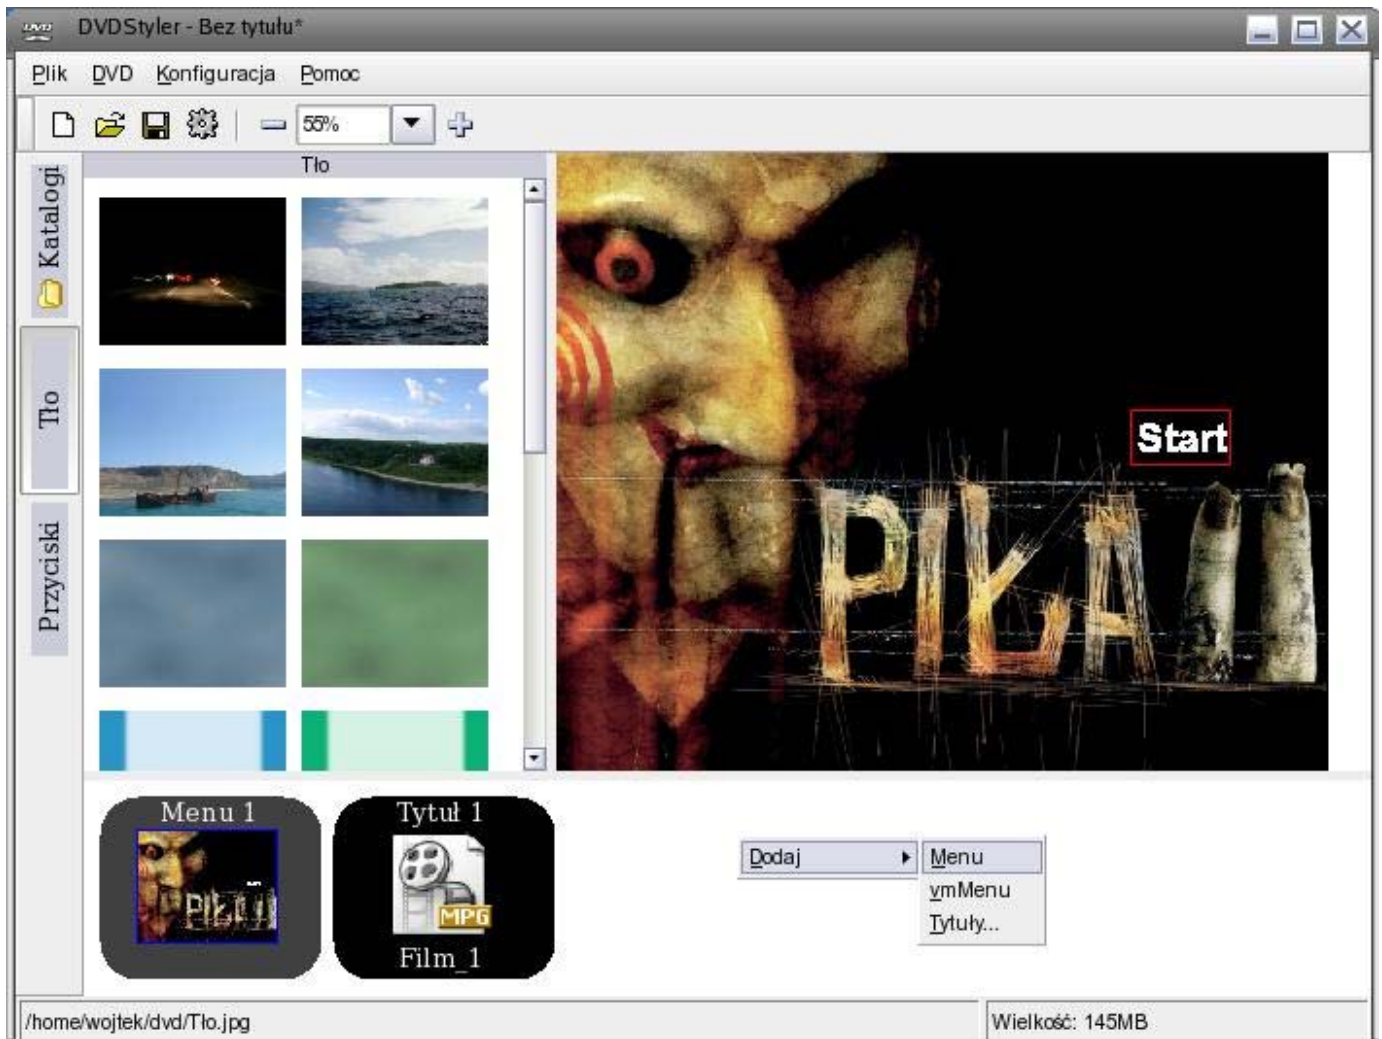 DVD DVDStyler - Bez tytułu*
Plik DVD Konfiguracja Pomoc
55%
Katalogi
Tło
Przyciski
Tło
Start
PIŁA II
Menu 1
Tytuł 1
MPG
Film_1
Dodaj
Menu
vmMenu
Tytuły...
/home/wojtek/dvd/Tło.jpg
Wielkość: 145MB